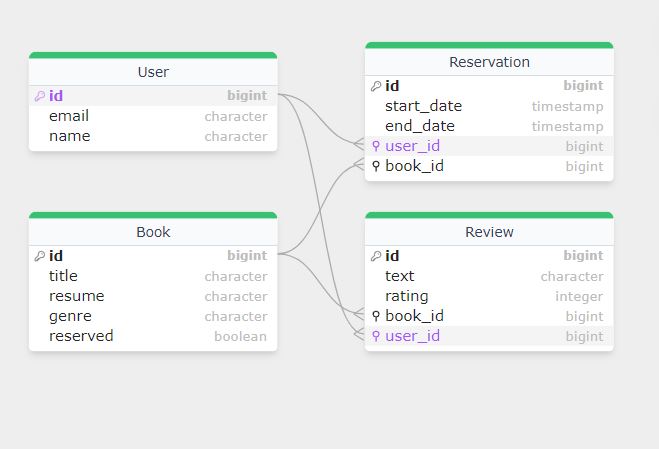 User
id bigint
email character
name character
Reservation
id bigint
start_date timestamp
end_date timestamp
user_id bigint
book_id bigint
Book
id bigint
title character
resume character
genre character
reserved boolean
Review
id bigint
text character
rating integer
book_id bigint
user_id bigint